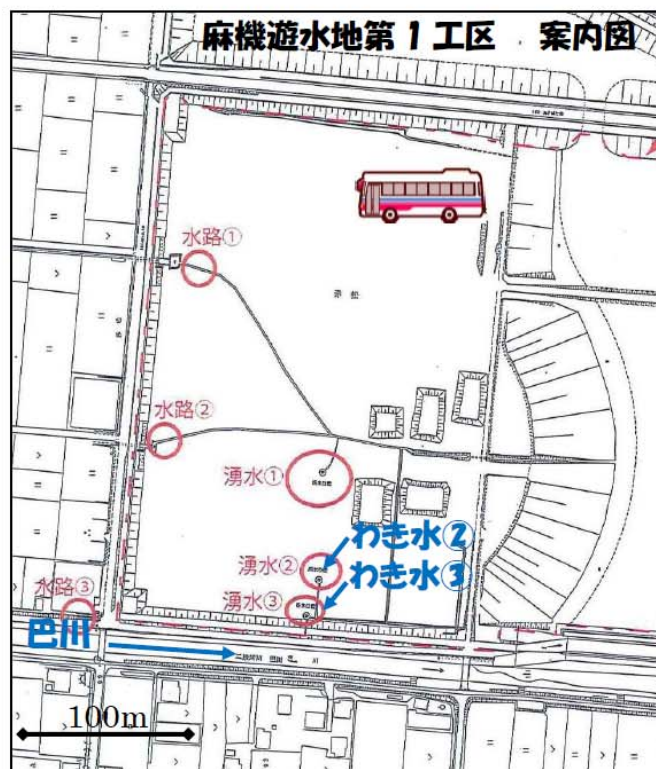 麻機遊水地第１工区　案内図
水路①
水路②
湧水①
わき水②
湧水②
わき水③
湧水③
水路③
巴川
100m